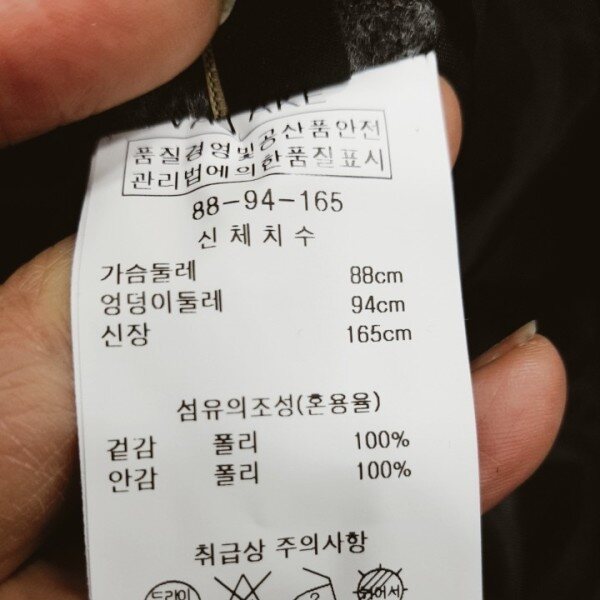 품질경영및공산품안전
관리법에의한품질표시
88-94-165
신체치수
가슴둘레 88cm
엉덩이둘레 94cm
신장 165cm
섬유의조성(혼용율)
겉감 폴리 100%
안감 폴리 100%
취급상 주의사항
드라이